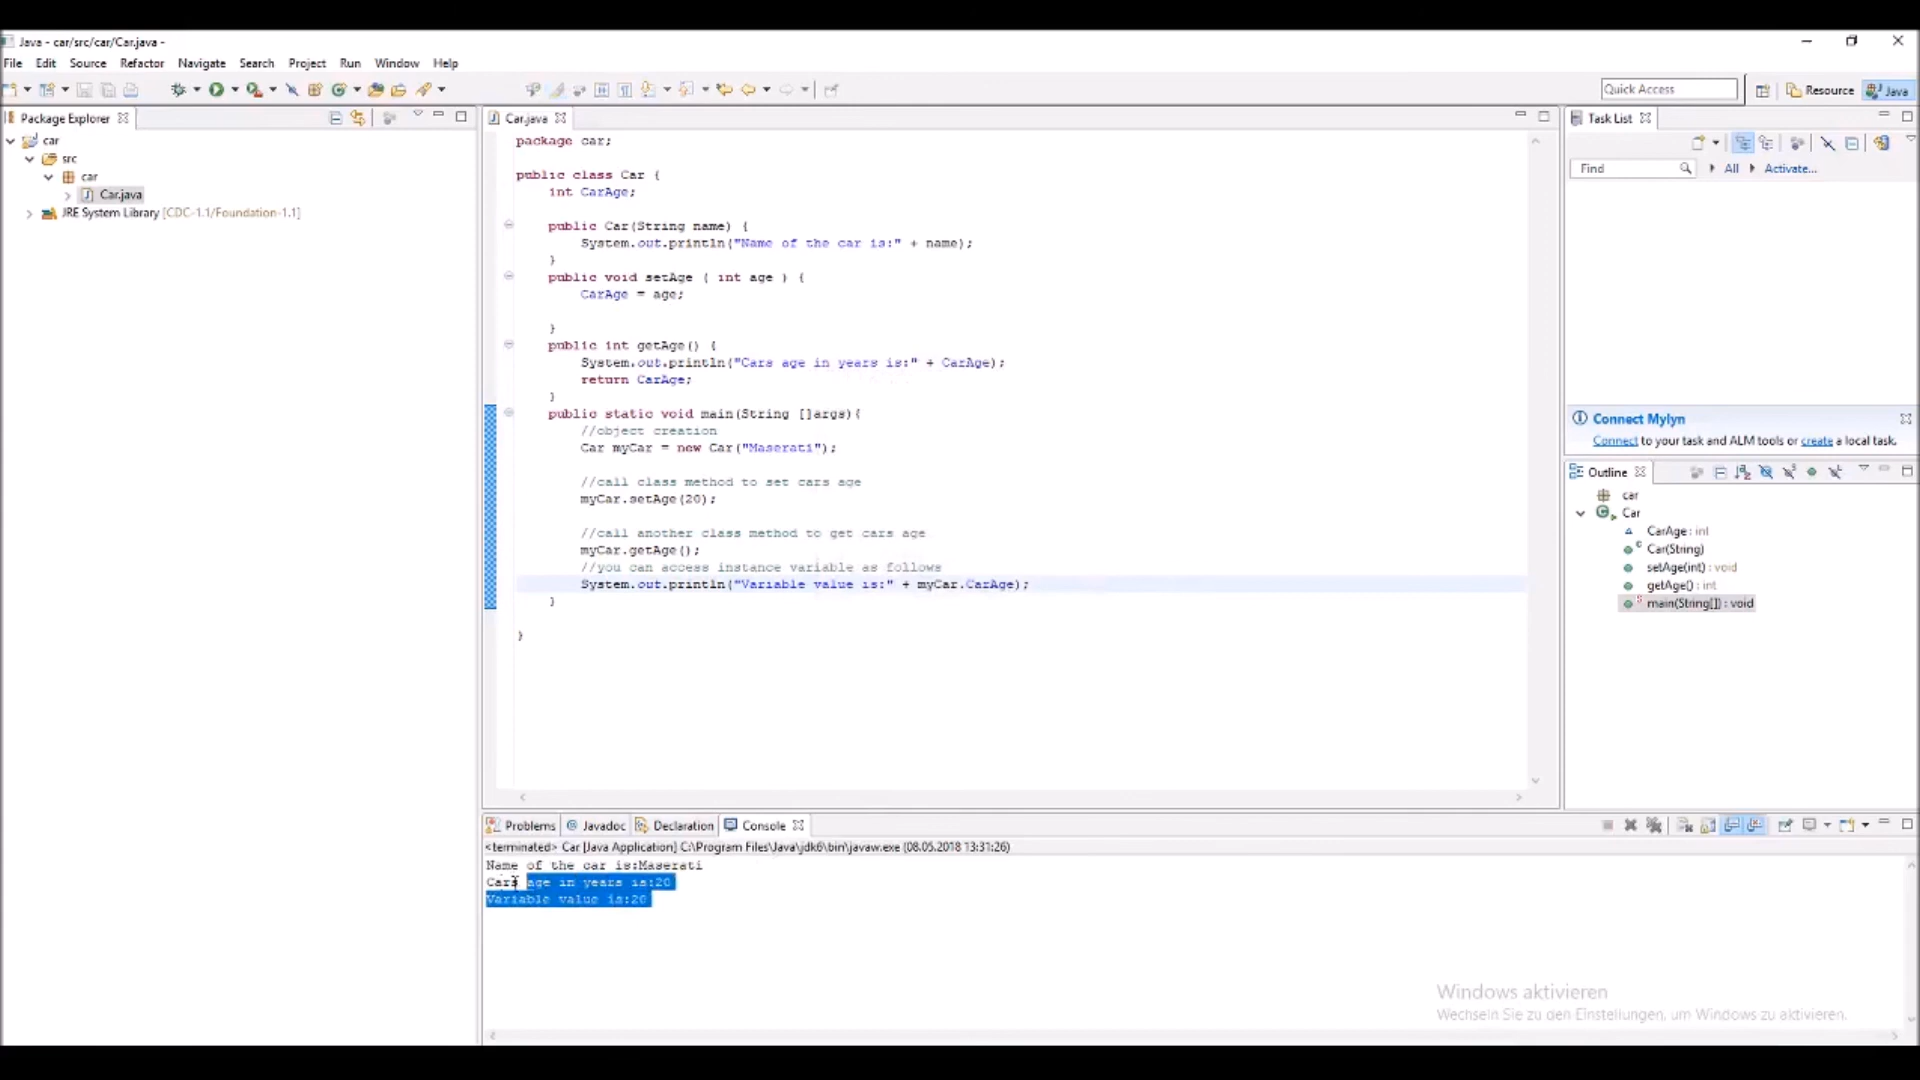 Java - car/src/car/Car.java -
File Edit Source Refactor Navigate Search Project Run Window Help
Quick Access
Resource
Java
Package Explorer
car
src
car
Car.java
JRE System Library [CDC-1.1/Foundation-1.1]
Car.java
package car;
public class Car {
int CarAge;
public Car(String name) {
System.out.println("Name of the car is:" + name);
}
public void setAge ( int age ) {
CarAge = age;
}
public int getAge() {
System.out.println("Cars age in years is:" + CarAge);
return CarAge;
}
public static void main(String []args){
//object creation
Car myCar = new Car("Maserati");
//call class method to set cars age
myCar.setAge(20);
//call another class method to get cars age
myCar.getAge();
//you can access instance variable as follows
System.out.println("Variable value is:" + myCar.CarAge);
}
}
Task List
Find
All
Activate...
Connect Mylyn
Connect to your task and ALM tools or create a local task.
Outline
car
Car
CarAge : int
Car(String)
setAge(int) : void
getAge() : int
main(String[]) : void
Problems
Javadoc
Declaration
Console
<terminated> Car [Java Application] C:\Program Files\Java\jdk6\bin\javaw.exe (08.05.2018 13:31:26)
Name of the car is:Maserati
Cars age in years is:20
Variable value is:20
Windows aktivieren
Wechseln Sie zu den Einstellungen, um Windows zu aktivieren.